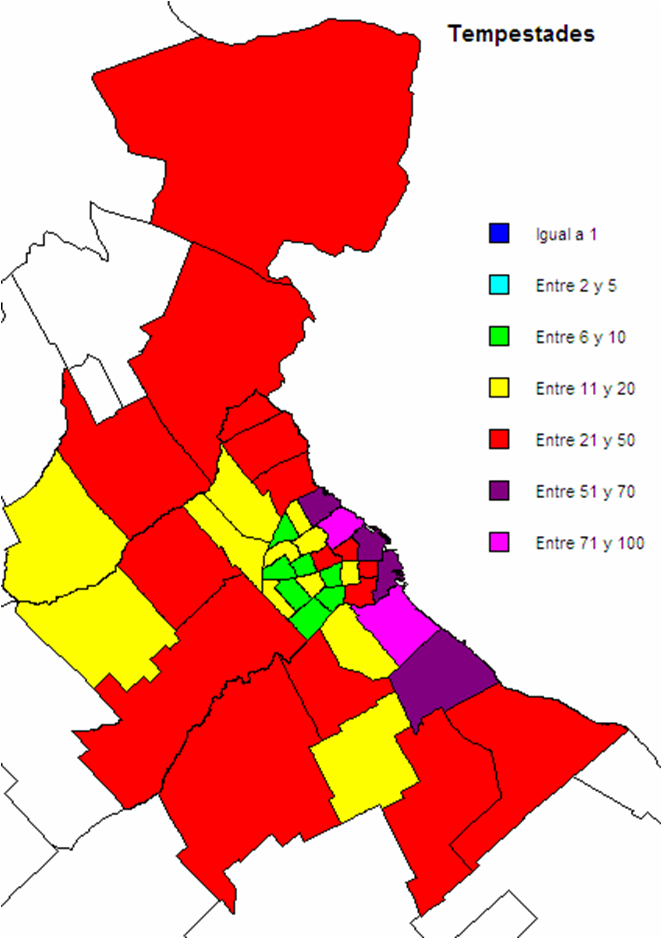 Tempestades
Igual a 1
Entre 2 y 5
Entre 6 y 10
Entre 11 y 20
Entre 21 y 50
Entre 51 y 70
Entre 71 y 100